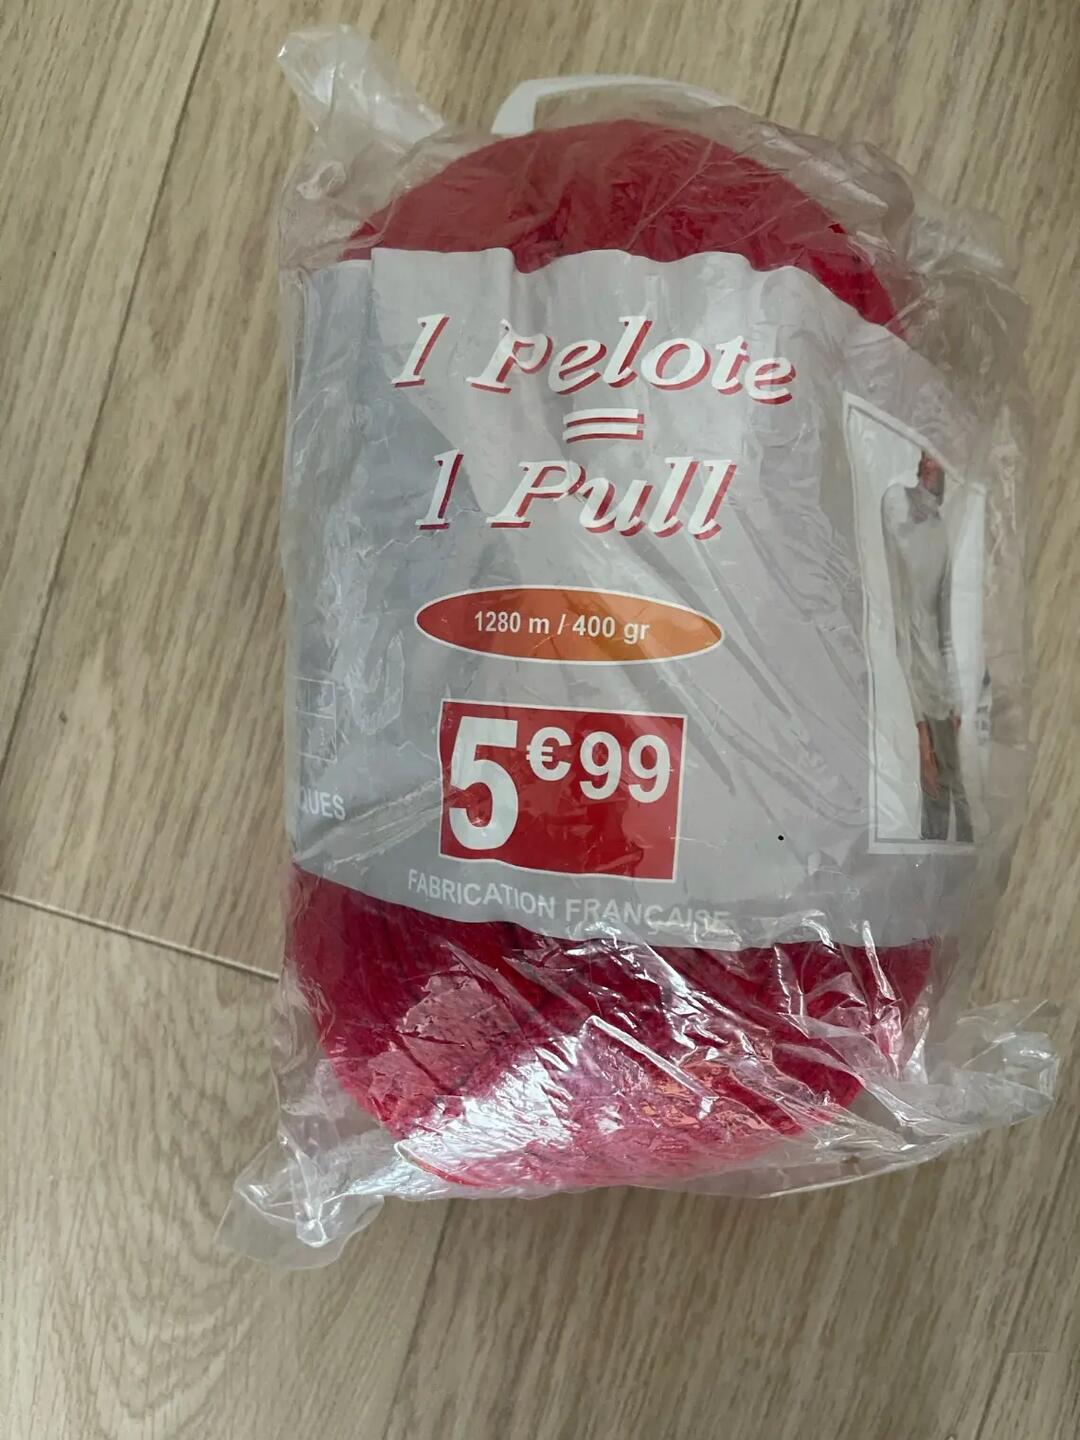 1 Pelote
=
1 Pull
1280 m / 400 gr
5€99
FABRICATION FRANÇAISE